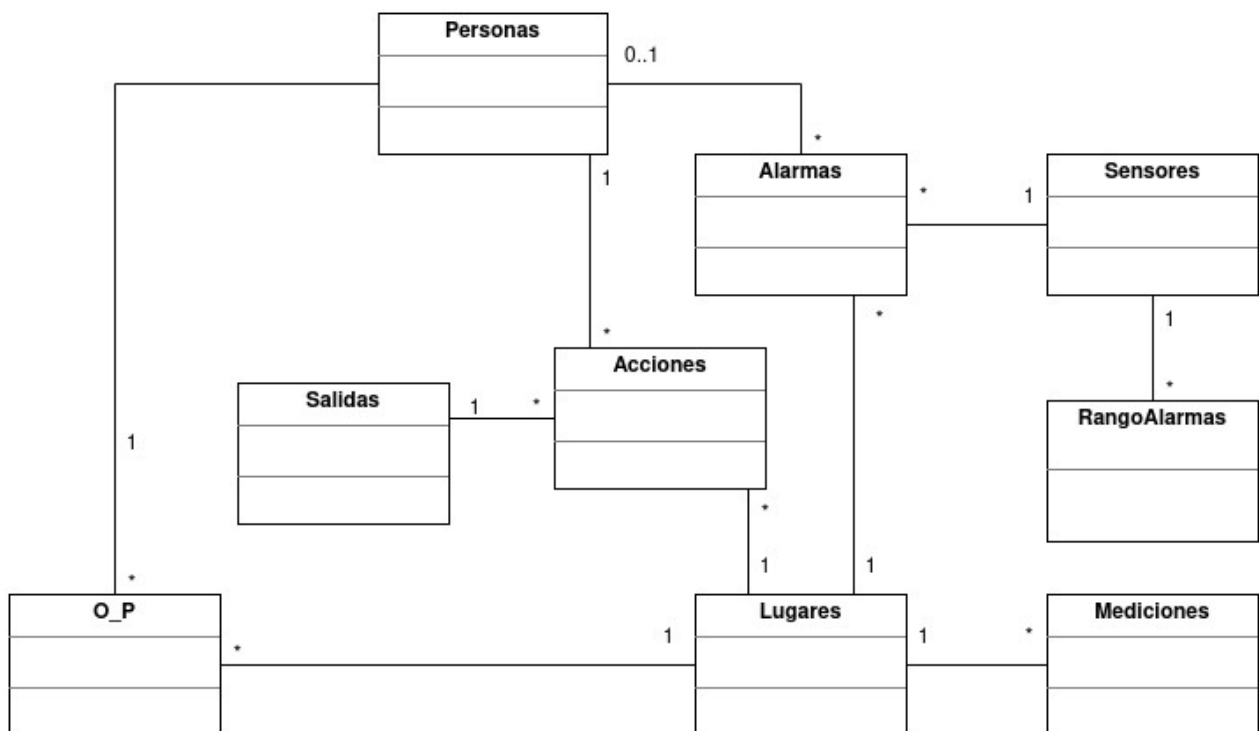 Personas
0..1
*
1
Alarmas
Sensores
*
1
*
1
*
Acciones
*
RangoAlarmas
Salidas
1
*
1
*
1
1
*
O_P
Lugares
Mediciones
*
1
1
*